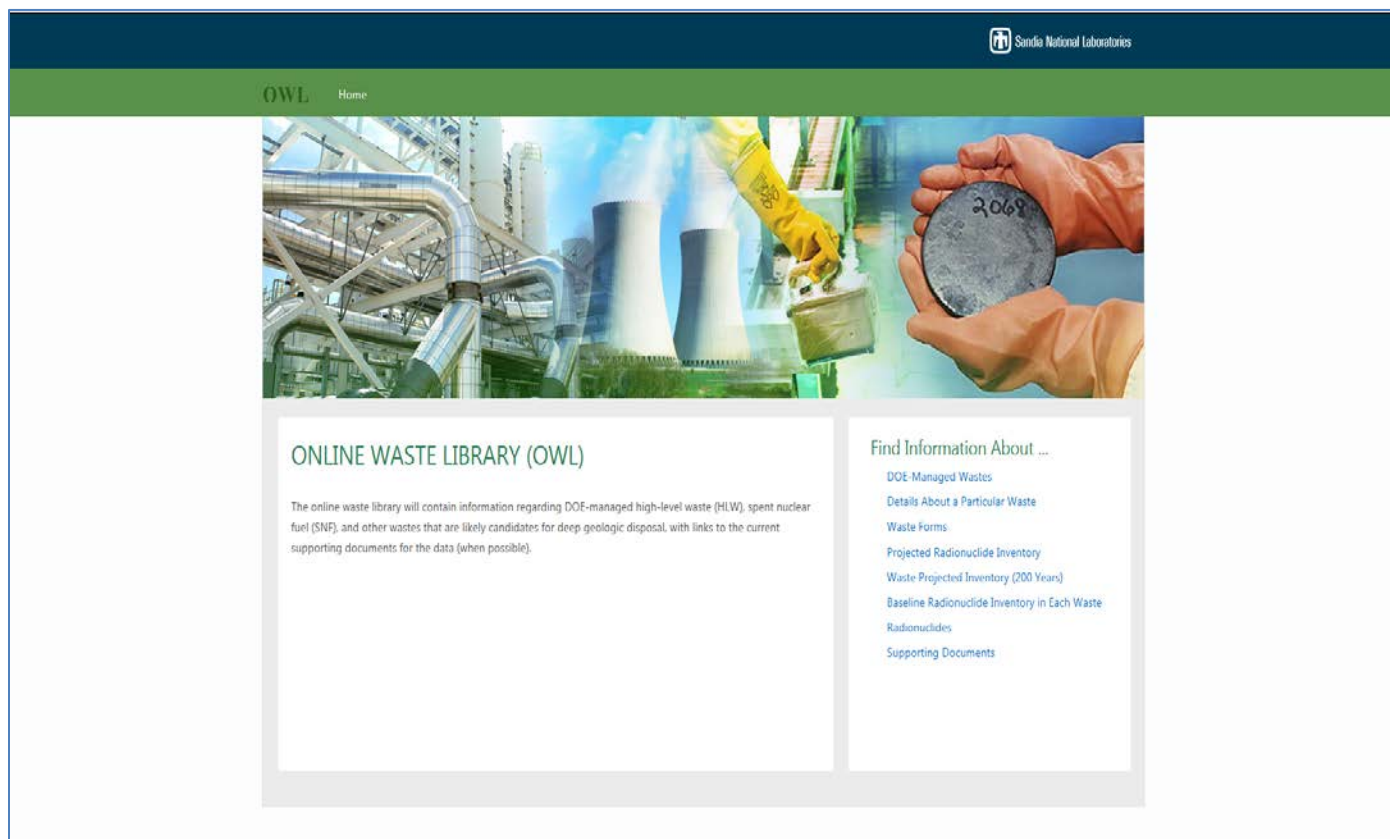 Sandia National Laboratories
OWL Home
2068
ONLINE WASTE LIBRARY (OWL)
The online waste library will contain information regarding DOE-managed high-level waste (HLW), spent nuclear
fuel (SNF), and other wastes that are likely candidates for deep geologic disposal, with links to the current
supporting documents for the data (when possible).
Find Information About ...
DOE-Managed Wastes
Details About a Particular Waste
Waste Forms
Projected Radionuclide Inventory
Waste Projected Inventory (200 Years)
Baseline Radionuclide Inventory in Each Waste
Radionuclides
Supporting Documents